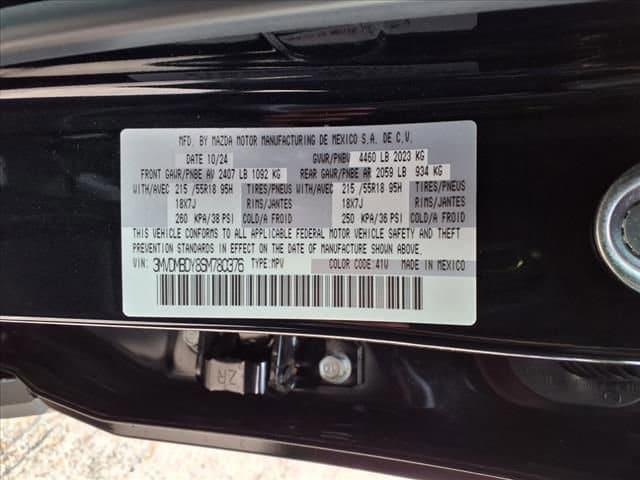 MFD. BY MAZDA MOTOR MANUFACTURING DE MEXICO S.A. DE C.V.
DATE 10/24 GVWR/PNBV 4460 LB 2023 KG
FRONT GAWR/PNBE AV 2407 LB 1092 KG REAR GAWR/PNBE AR 2059 LB 934 KG
WITH/AVEC 215 /55R18 95H TIRES/PNEUS WITH/AVEC 215 /55R18 95H TIRES/PNEUS
18X7J RIMS/JANTES 18X7J RIMS/JANTES
260 KPA/38 PSI COLD/A FROID 250 KPA/36 PSI COLD/A FROID
THIS VEHICLE CONFORMS TO ALL APPLICABLE FEDERAL MOTOR VEHICLE SAFETY AND THEFT
PREVENTION STANDARDS IN EFFECT ON THE DATE OF MANUFACTURE SHOWN ABOVE.
VIN: 3MVDMBDY8SM780376 TYPE: MPV COLOR CODE: 41W MADE IN MEXICO
ZR